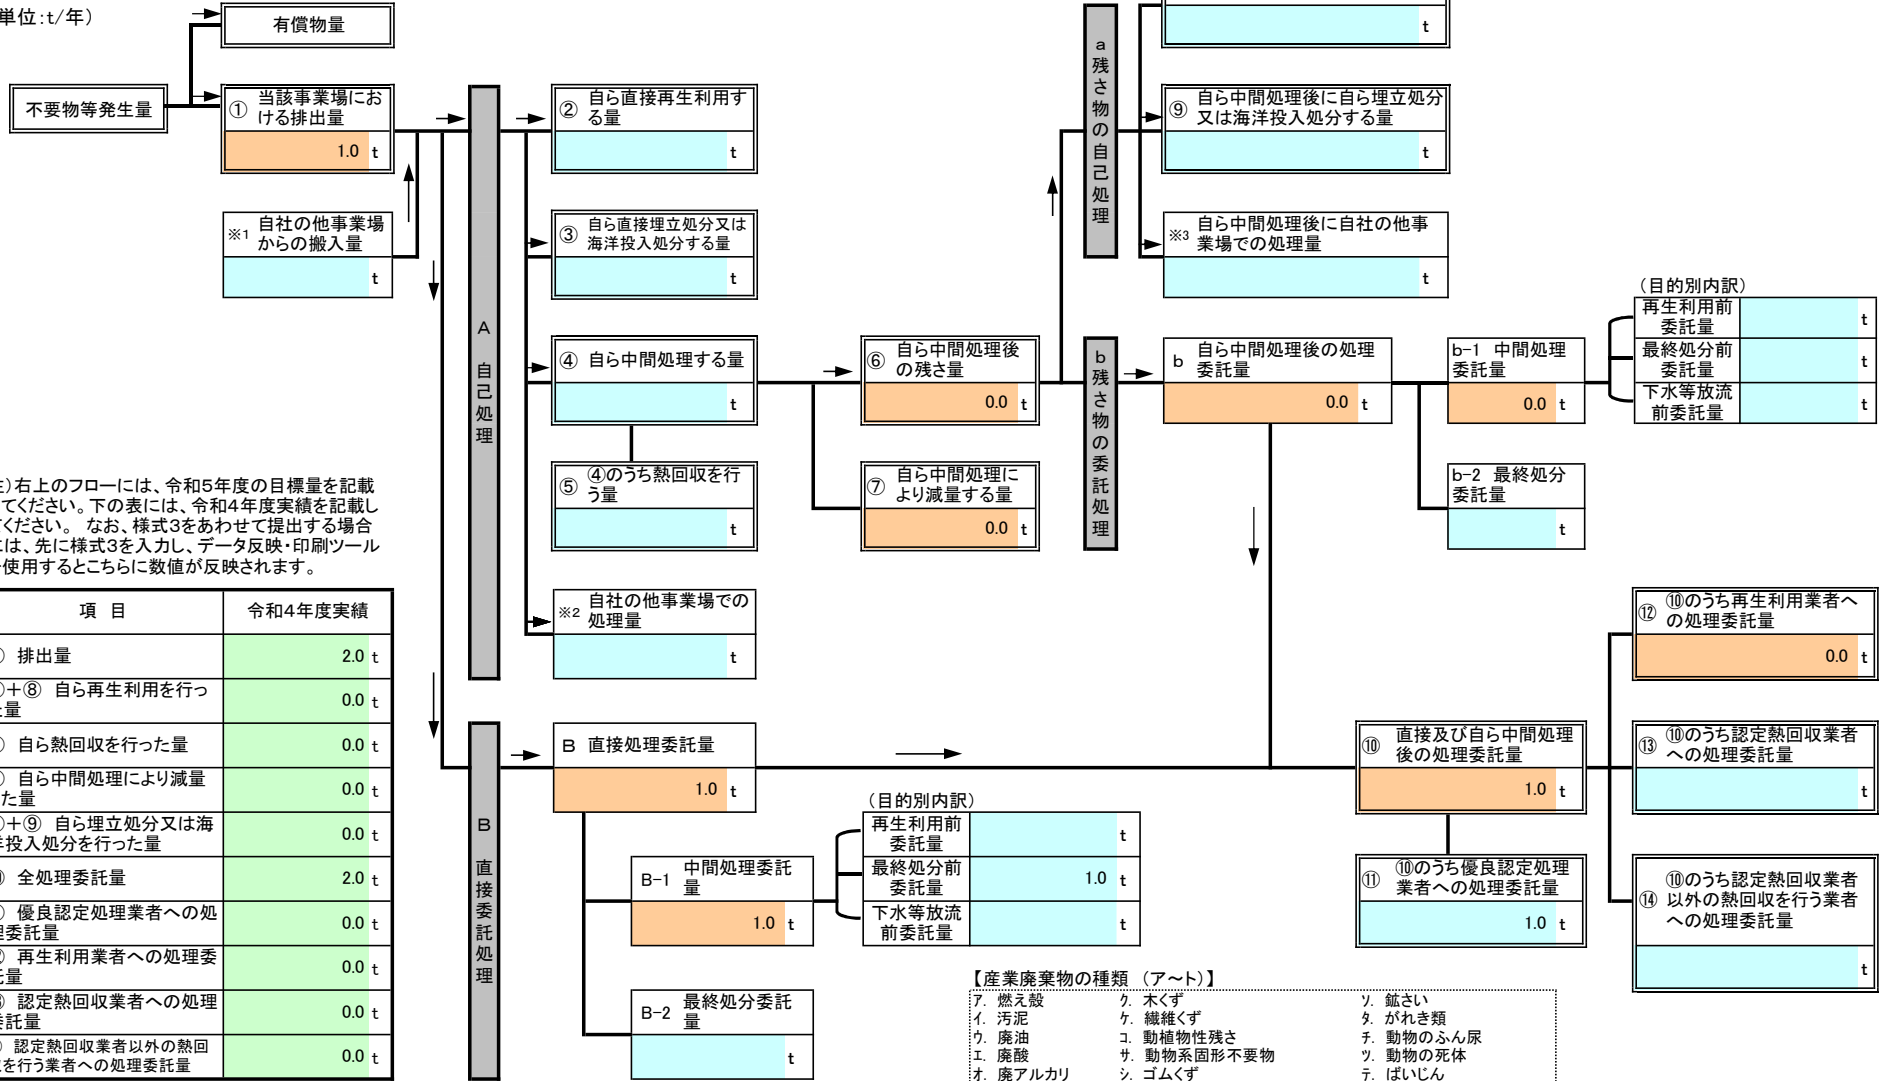 単位:t/年)
有償物量
不要物等発生量
① 当該事業場にお
ける排出量
1.0 t
※1 自社の他事業場
からの搬入量
t
A 自己処理
② 自ら直接再生利用す
る量
t
③ 自ら直接埋立処分又は
海洋投入処分する量
t
④ 自ら中間処理する量
t
⑤ ④のうち熱回収を行
う量
t
※2 自社の他事業場での
処理量
t
⑥ 自ら中間処理後
の残さ量
0.0 t
⑦ 自ら中間処理に
より減量する量
0.0 t
a 残さ物の自己処理
t
⑨ 自ら中間処理後に自ら埋立処分
又は海洋投入処分する量
t
※3 自ら中間処理後に自社の他事
業場での処理量
t
b 残さ物の委託処理
b 自ら中間処理後の処理
委託量
0.0 t
b-1 中間処理
委託量
0.0 t
b-2 最終処分
委託量
t
(目的別内訳)
再生利用前
委託量
t
最終処分前
委託量
t
下水等放流
前委託量
t
)右上のフローには、令和5年度の目標量を記載
てください。下の表には、令和4年度実績を記載し
ください。 なお、様式3をあわせて提出する場合
は、先に様式3を入力し、データ反映・印刷ツール
使用するとこちらに数値が反映されます。
項 目 令和4年度実績
排出量 2.0 t
+⑧ 自ら再生利用を行っ
量 0.0 t
自ら熱回収を行った量 0.0 t
自ら中間処理により減量
た量 0.0 t
+⑨ 自ら埋立処分又は海
投入処分を行った量 0.0 t
全処理委託量 2.0 t
優良認定処理業者への処
委託量 0.0 t
再生利用業者への処理委
量 0.0 t
認定熱回収業者への処理
託量 0.0 t
認定熱回収業者以外の熱回
を行う業者への処理委託量 0.0 t
B 直接委託処理
B 直接処理委託量
1.0 t
B-1 中間処理委託
量
1.0 t
B-2 最終処分委託
量
t
(目的別内訳)
再生利用前
委託量
t
最終処分前
委託量
1.0 t
下水等放流
前委託量
t
⑩ 直接及び自ら中間処理
後の処理委託量
1.0 t
⑪ ⑩のうち優良認定処理
業者への処理委託量
1.0 t
⑫ ⑩のうち再生利用業者へ
の処理委託量
0.0 t
⑬ ⑩のうち認定熱回収業者
への処理委託量
t
⑭ ⑩のうち認定熱回収業者
以外の熱回収を行う業者
への処理委託量
t
【産業廃棄物の種類 (ア~ト)】
ア. 燃え殻 ク. 木くず ソ. 鉱さい
イ. 汚泥 ケ. 繊維くず タ. がれき類
ウ. 廃油 コ. 動植物性残さ チ. 動物のふん尿
エ. 廃酸 サ. 動物系固形不要物 ツ. 動物の死体
オ. 廃アルカリ シ. ゴムくず テ. ばいじん